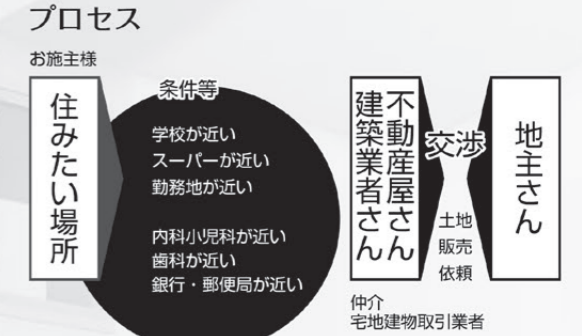 プロセス
お施主様
住みたい場所
条件等
学校が近い
スーパーが近い
勤務地が近い
内科小児科が近い
歯科が近い
銀行・郵便局が近い
不動産屋さん
建築業者さん
交渉
土地
販売
依頼
地主さん
仲介
宅地建物取引業者